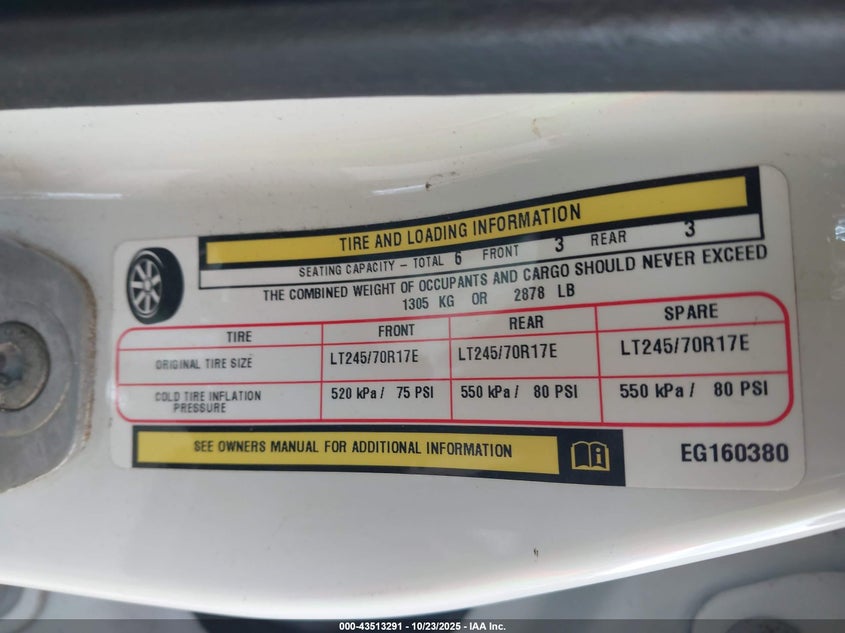 TIRE AND LOADING INFORMATION
SEATING CAPACITY – TOTAL 6 FRONT 3 REAR 3
THE COMBINED WEIGHT OF OCCUPANTS AND CARGO SHOULD NEVER EXCEED
1305 KG OR 2878 LB
TIRE FRONT REAR SPARE
ORIGINAL TIRE SIZE LT245/70R17E LT245/70R17E LT245/70R17E
COLD TIRE INFLATION PRESSURE 520 kPa / 75 PSI 550 kPa / 80 PSI 550 kPa / 80 PSI
SEE OWNERS MANUAL FOR ADDITIONAL INFORMATION
EG160380
000-43513291 - 10/23/2025 - IAA Inc.